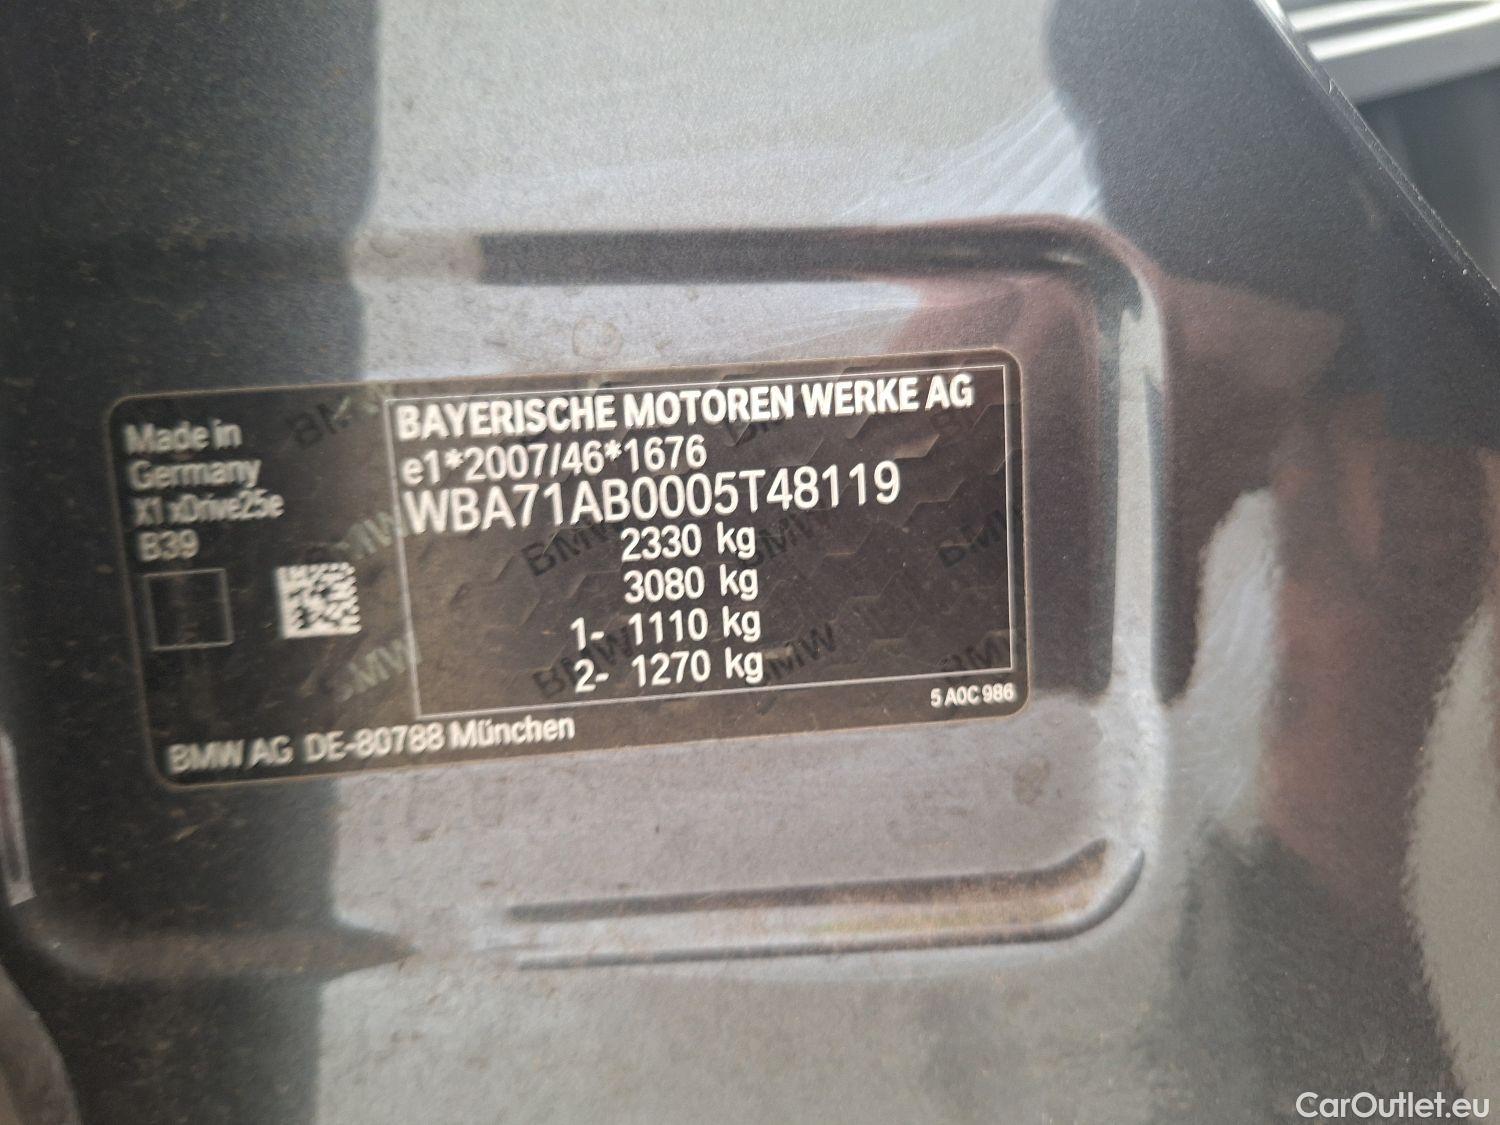 Made in
Germany
X1 xDrive25e
B39
BAYERISCHE MOTOREN WERKE AG
e1*2007/46*1676
WBA71AB0005T48119
2330 kg
3080 kg
1- 1110 kg
2- 1270 kg
5 A0C 986
BMW AG DE-80788 München
CarOutlet.eu